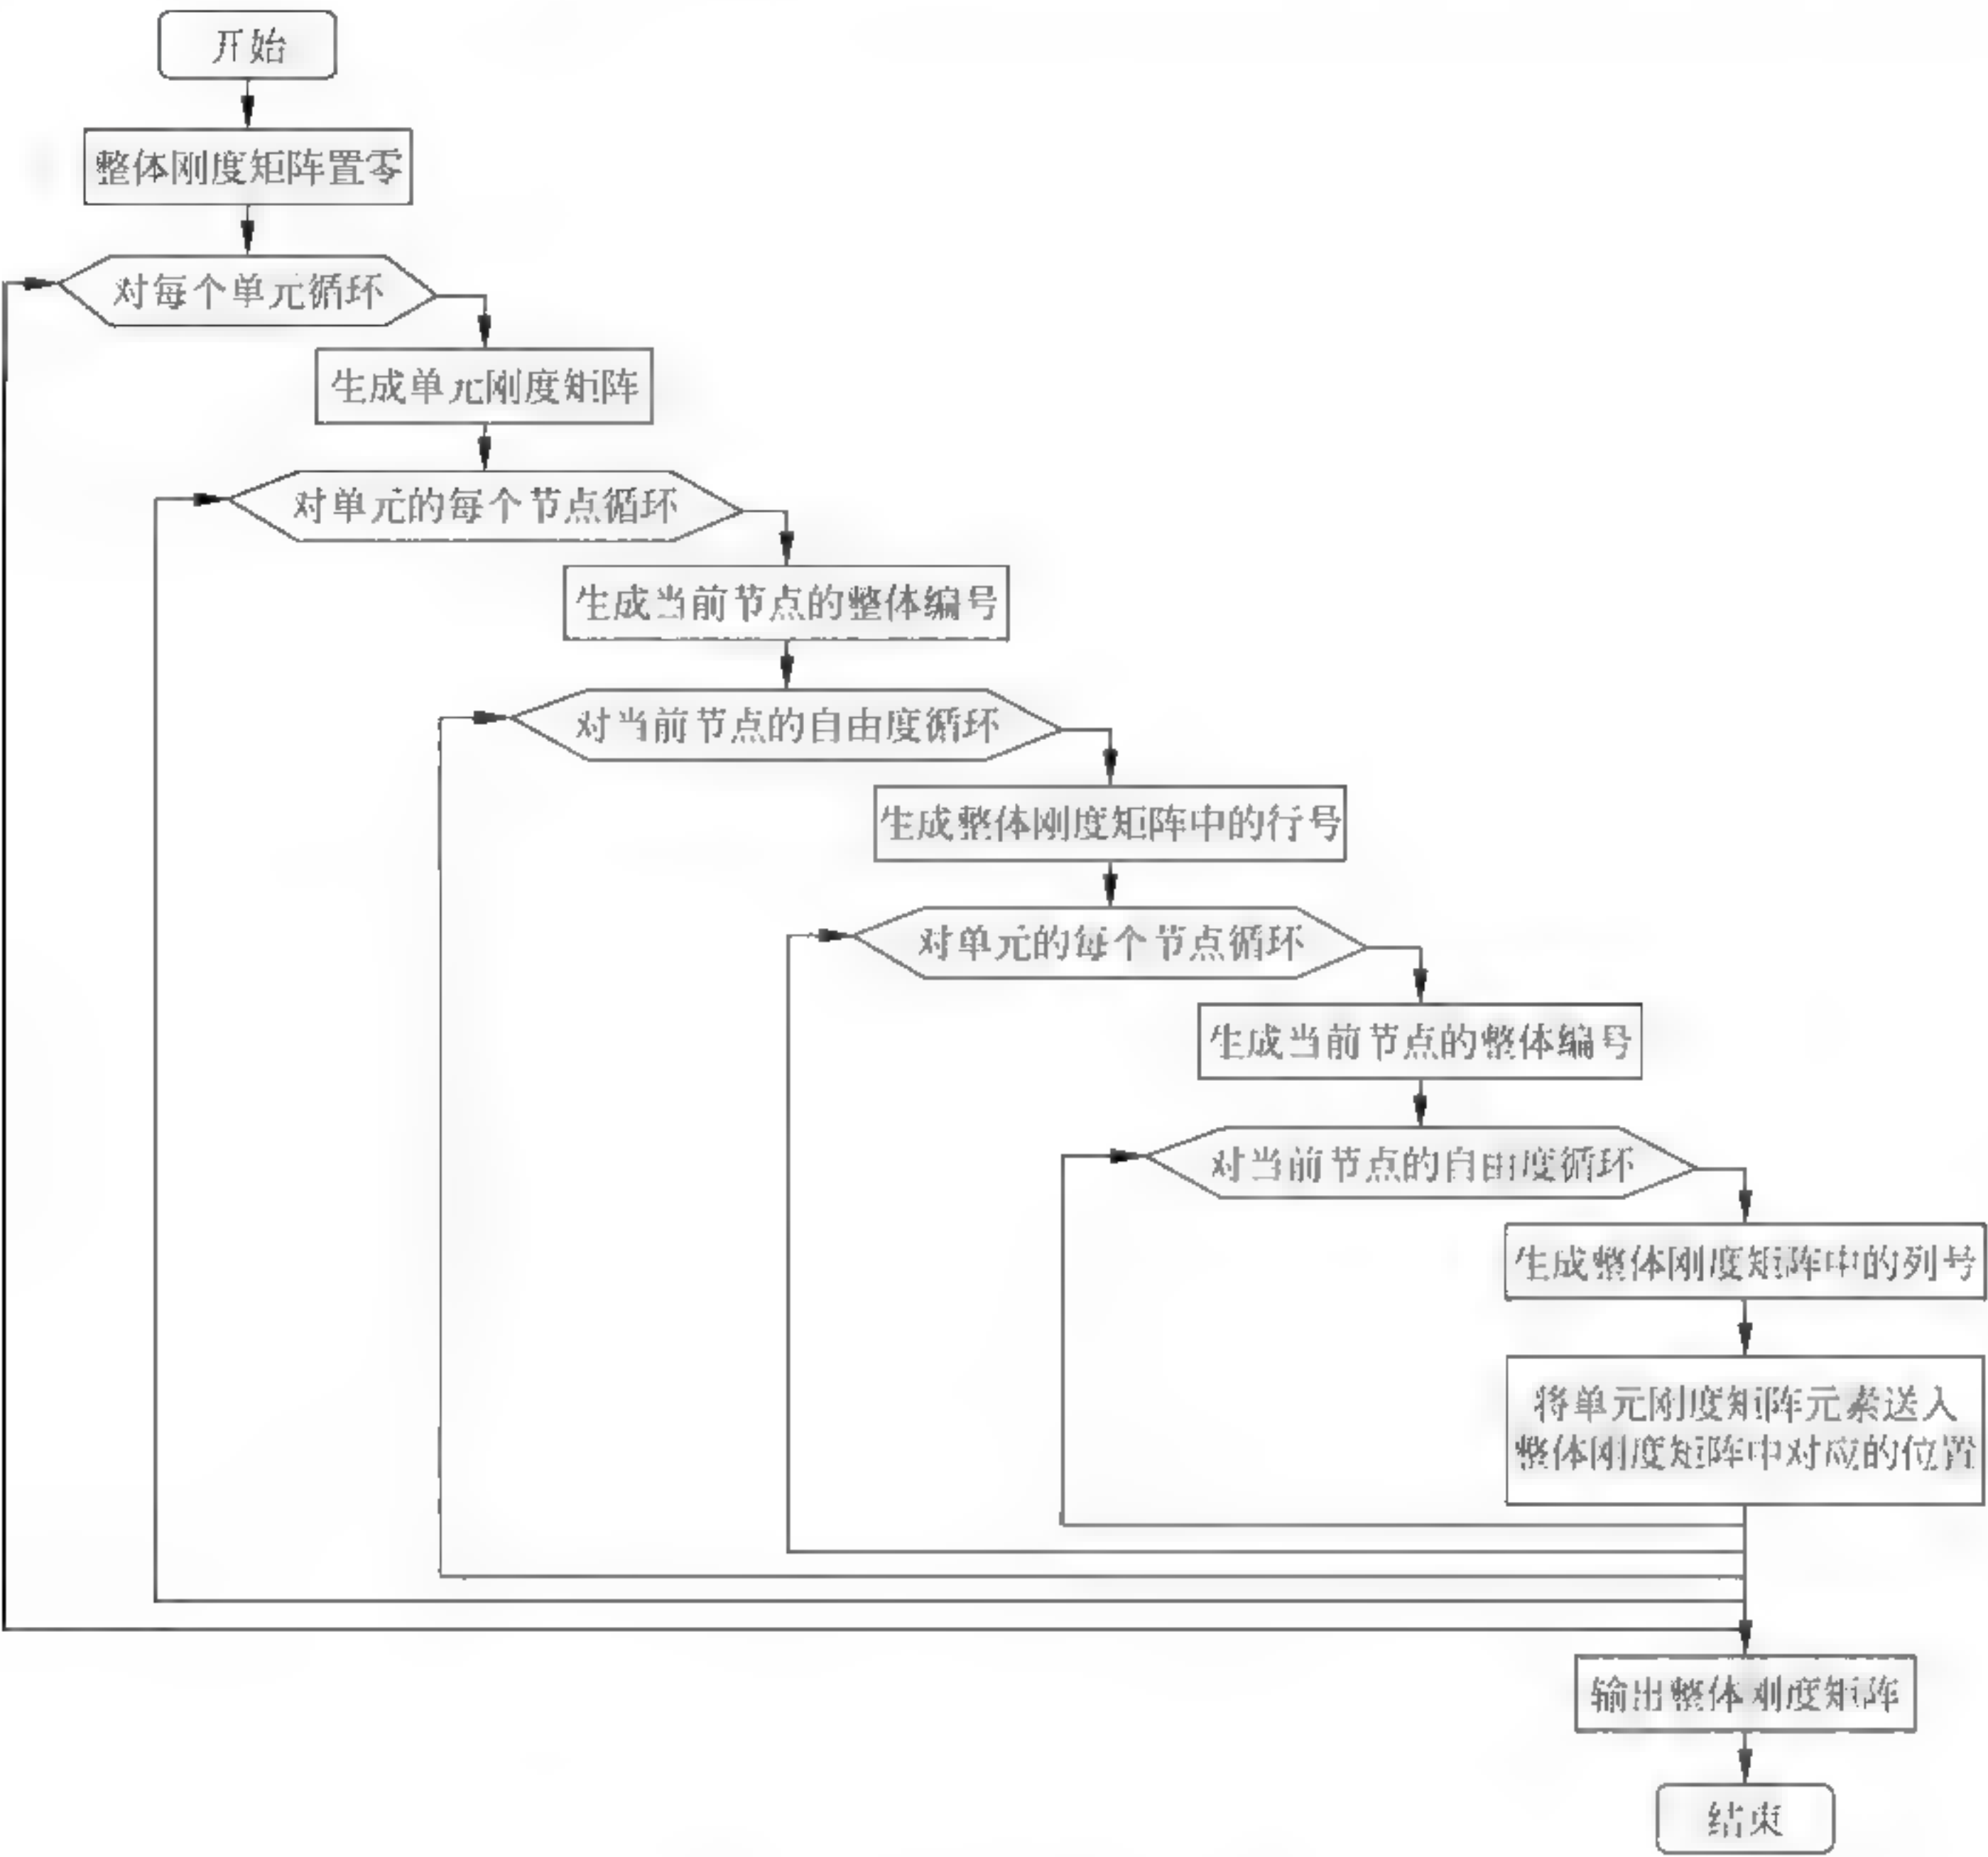 开始
整体刚度矩阵置零
对每个单元循环
生成单元刚度矩阵
对单元的每个节点循环
生成当前节点的整体编号
对当前节点的自由度循环
生成整体刚度矩阵中的行号
对单元的每个节点循环
生成当前节点的整体编号
对当前节点的自由度循环
生成整体刚度矩阵中的列号
将单元刚度矩阵元素送入
整体刚度矩阵中对应的位置
输出整体刚度矩阵
结束